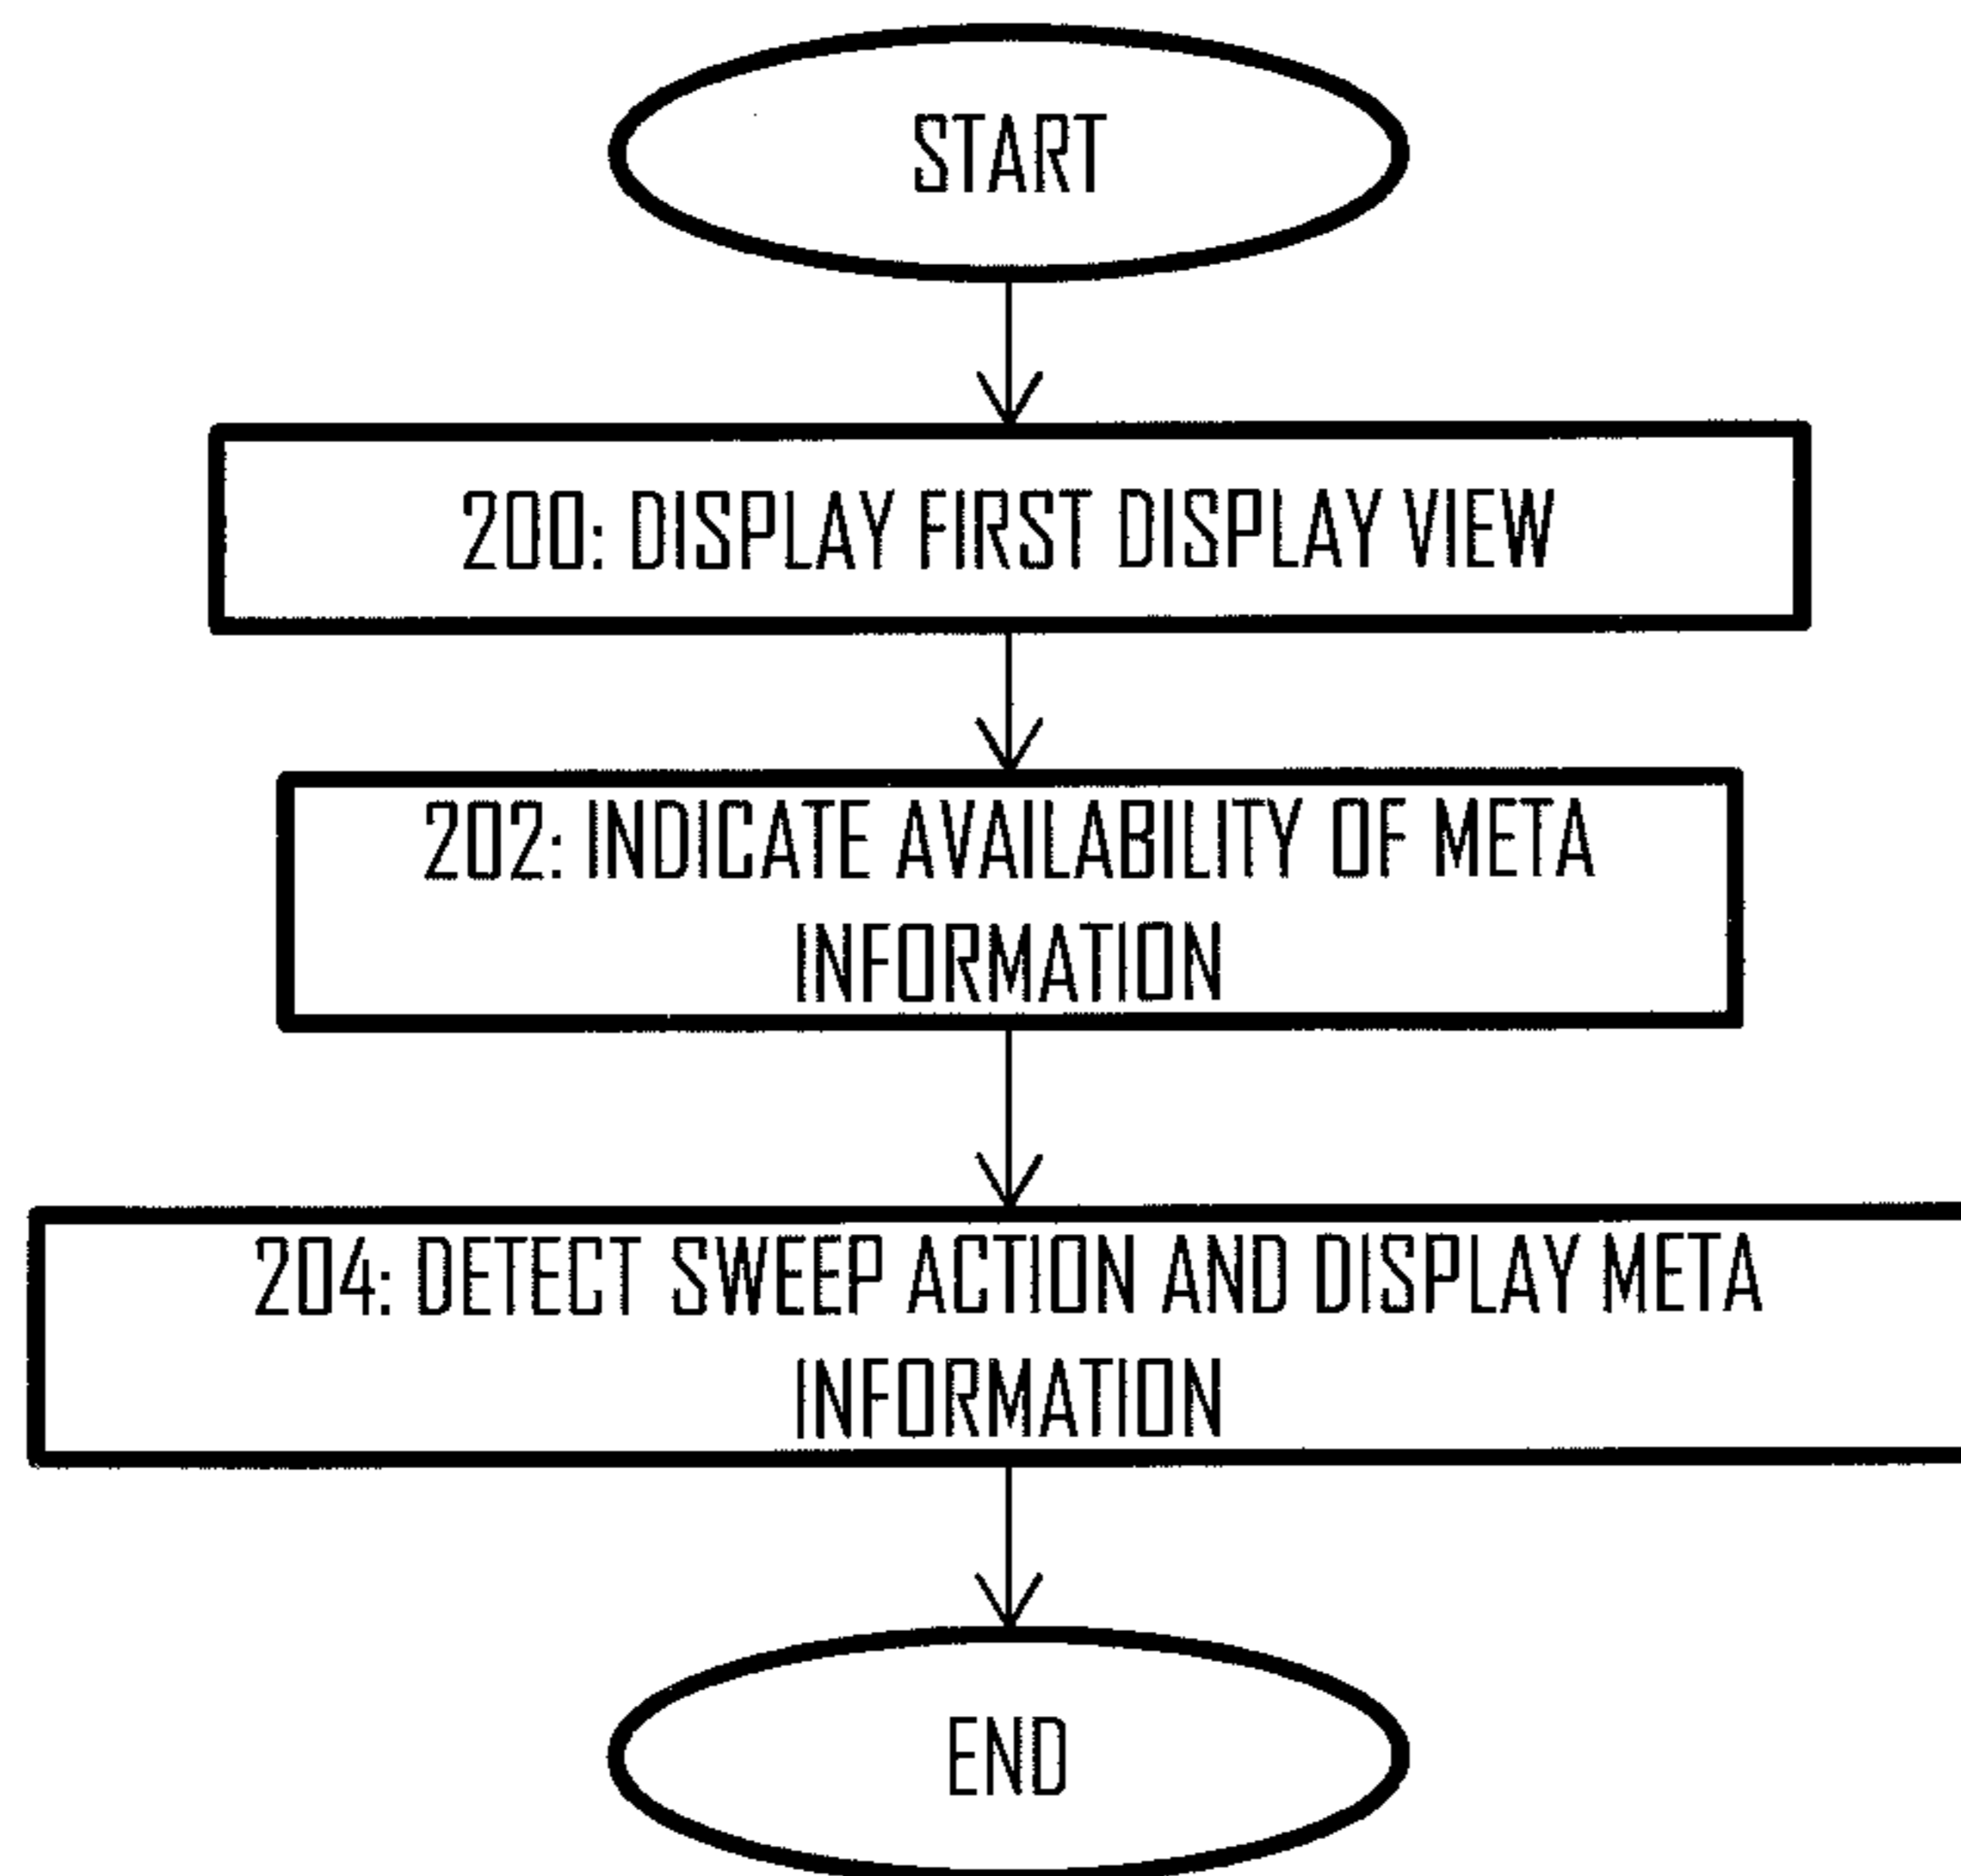 START
200: DISPLAY FIRST DISPLAY VIEW
202: INDICATE AVAILABILITY OF META
INFORMATION
204: DETECT SWEEP ACTION AND DISPLAY META
INFORMATION
END